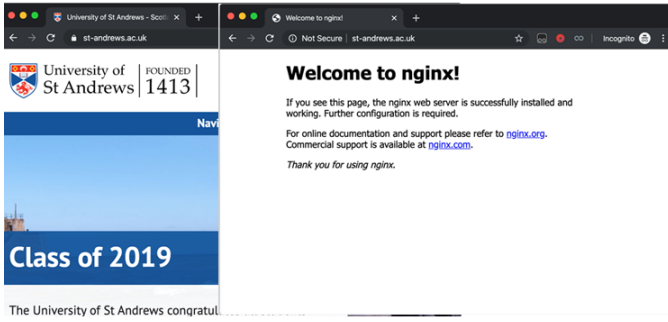 University of St Andrews - Scot
st-andrews.ac.uk
University of
St Andrews
FOUNDED
1413
Navi
Class of 2019
The University of St Andrews congratul
Welcome to nginx!
Not Secure
st-andrews.ac.uk
Incognito
Welcome to nginx!
If you see this page, the nginx web server is successfully installed and
working. Further configuration is required.
For online documentation and support please refer to nginx.org.
Commercial support is available at nginx.com.
Thank you for using nginx.